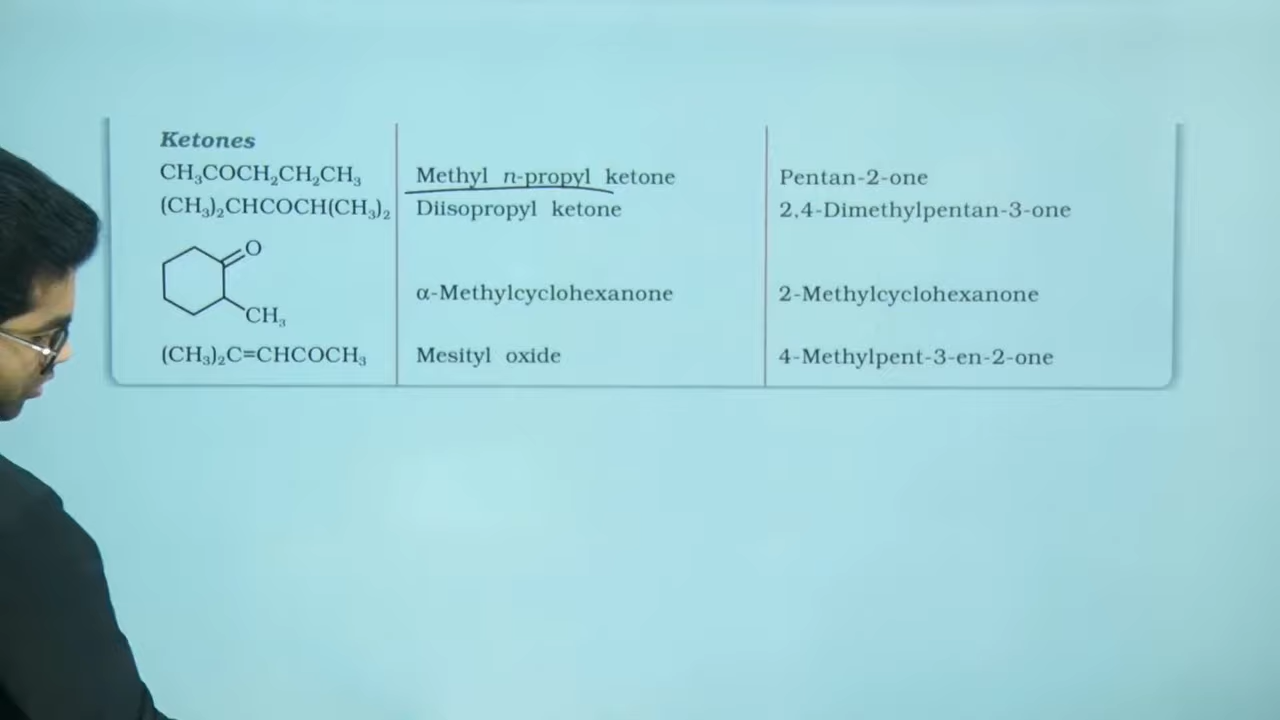 Ketones
CH₃COCH₂CH₂CH₃ Methyl n-propyl ketone Pentan-2-one
(CH₃)₂CHCOCH(CH₃)₂ Diisopropyl ketone 2,4-Dimethylpentan-3-one
O
α-Methylcyclohexanone 2-Methylcyclohexanone
CH₃
(CH₃)₂C=CHCOCH₃ Mesityl oxide 4-Methylpent-3-en-2-one